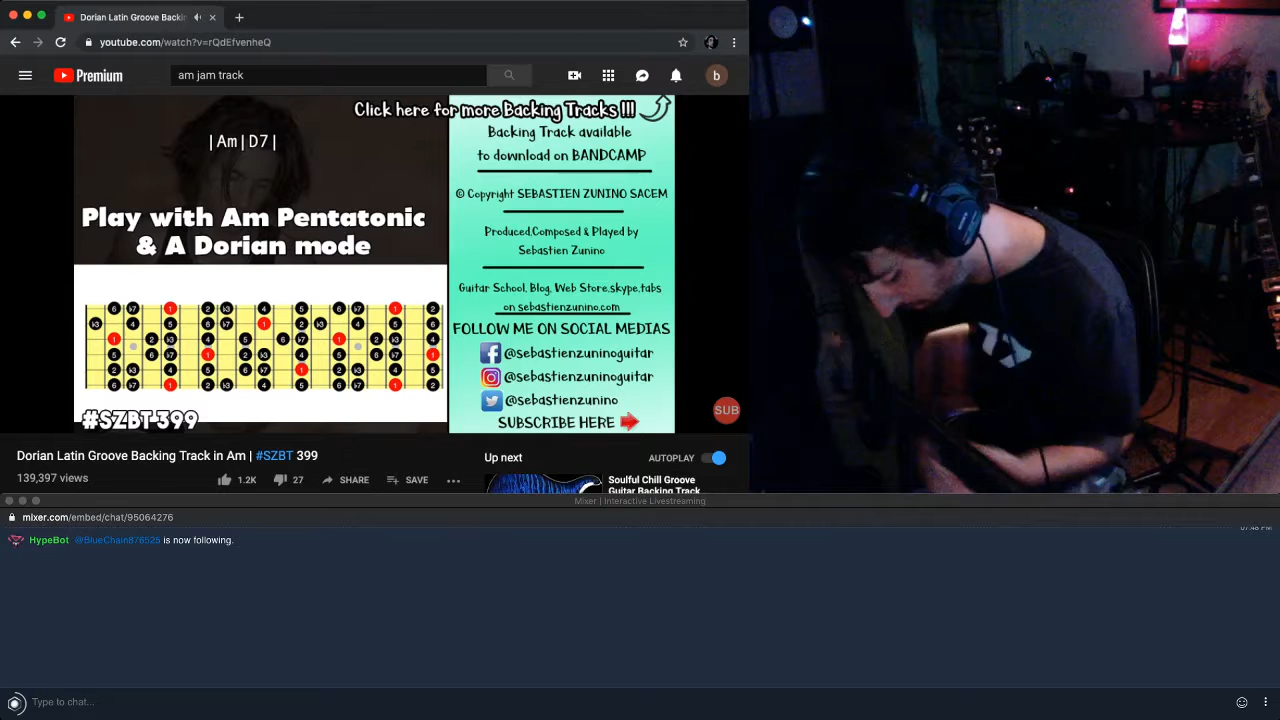 Dorian Latin Groove Backin
youtube.com/watch?v=rQdEfvenheQ
Premium
am jam track
b
Click here for more Backing Tracks !!!
|Am|D7|
Play with Am Pentatonic
& A Dorian mode
#SZBT 399
Backing Track available
to download on BANDCAMP
© Copyright SEBASTIEN ZUNINO SACEM
Produced,Composed & Played by
Sebastien Zunino
Guitar School, Blog, Web Store,skype,tabs
on sebastienzunino.com
FOLLOW ME ON SOCIAL MEDIAS
@sebastienzuninoguitar
@sebastienzuninoguitar
@sebastienzunino
SUBSCRIBE HERE
SUB
Dorian Latin Groove Backing Track in Am | #SZBT 399
139,397 views
1.2K
27
SHARE
SAVE
Up next
AUTOPLAY
Soulful Chill Groove
Guitar Backing Track
Mixer | Interactive Livestreaming
mixer.com/embed/chat/95064276
HypeBot @BlueChain876525 is now following.
Type to chat...